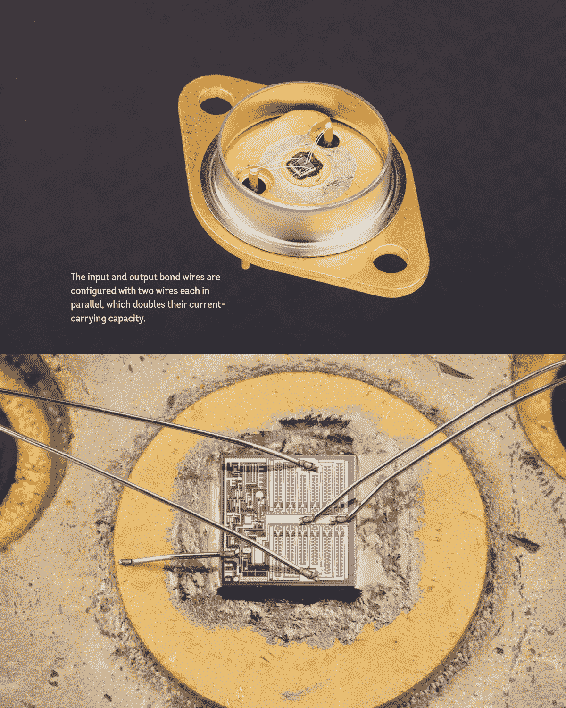 The input and output bond wires are
configured with two wires each in
parallel, which doubles their current-
carrying capacity.